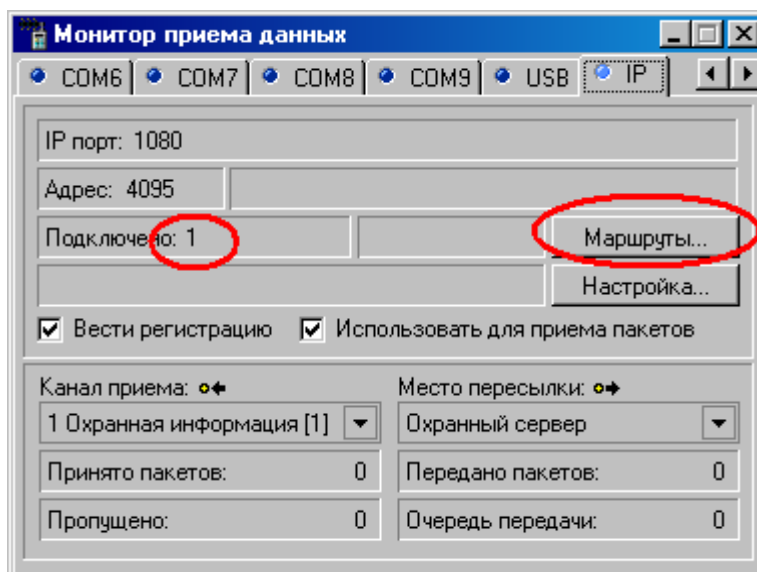 Монитор приема данных
COM6 COM7 COM8 COM9 USB IP
IP порт: 1080
Адрес: 4095
Подключено: 1 Маршруты...
Настройка...
Вести регистрацию Использовать для приема пакетов
Канал приема: Место пересылки:
1 Охранная информация [1] Охранный сервер
Принято пакетов: 0 Передано пакетов: 0
Пропущено: 0 Очередь передачи: 0